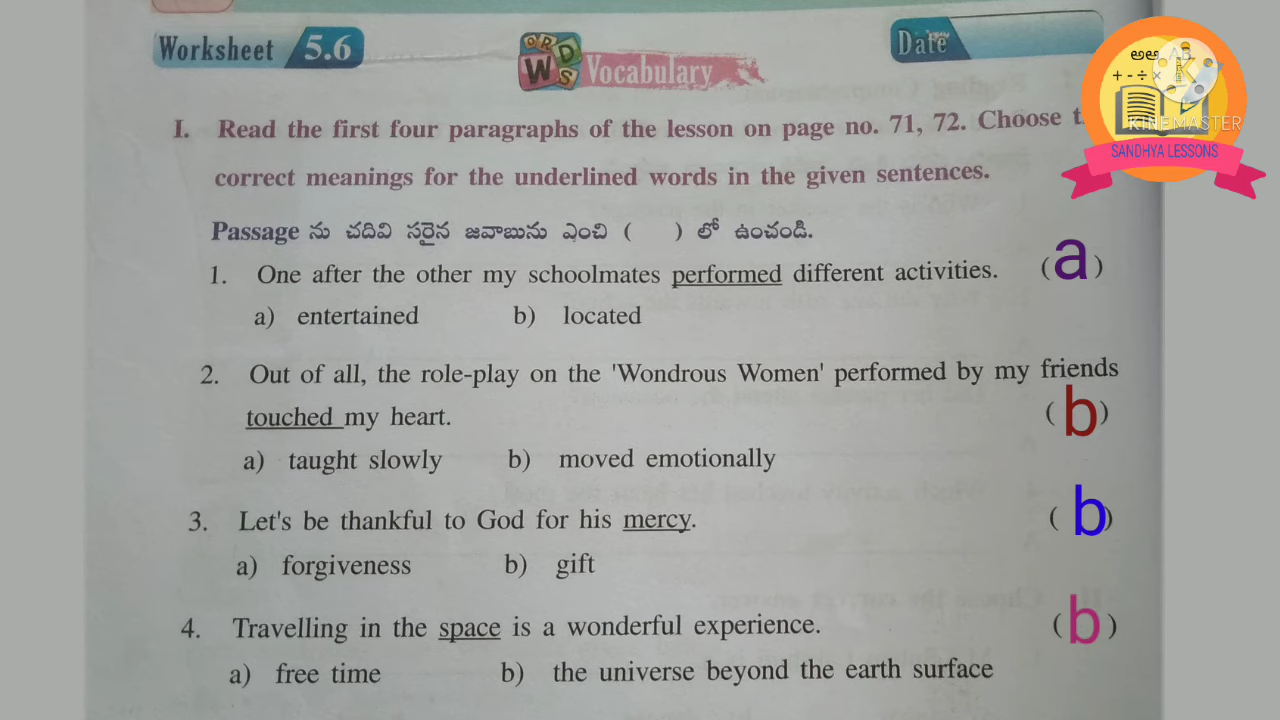 Worksheet 5.6
WORDS Vocabulary
Date
I. Read the first four paragraphs of the lesson on page no. 71, 72. Choose t
correct meanings for the underlined words in the given sentences.
Passage ను చదివి సరైన జవాబును ఎంచి ( ) లో ఉంచండి.
1. One after the other my schoolmates performed different activities. (a)
a) entertained b) located
2. Out of all, the role-play on the 'Wondrous Women' performed by my friends
touched my heart. (b)
a) taught slowly b) moved emotionally
3. Let's be thankful to God for his mercy. (b)
a) forgiveness b) gift
4. Travelling in the space is a wonderful experience. (b)
a) free time b) the universe beyond the earth surface
+ - ÷ ×
KINEMASTER
SANDHYA LESSONS